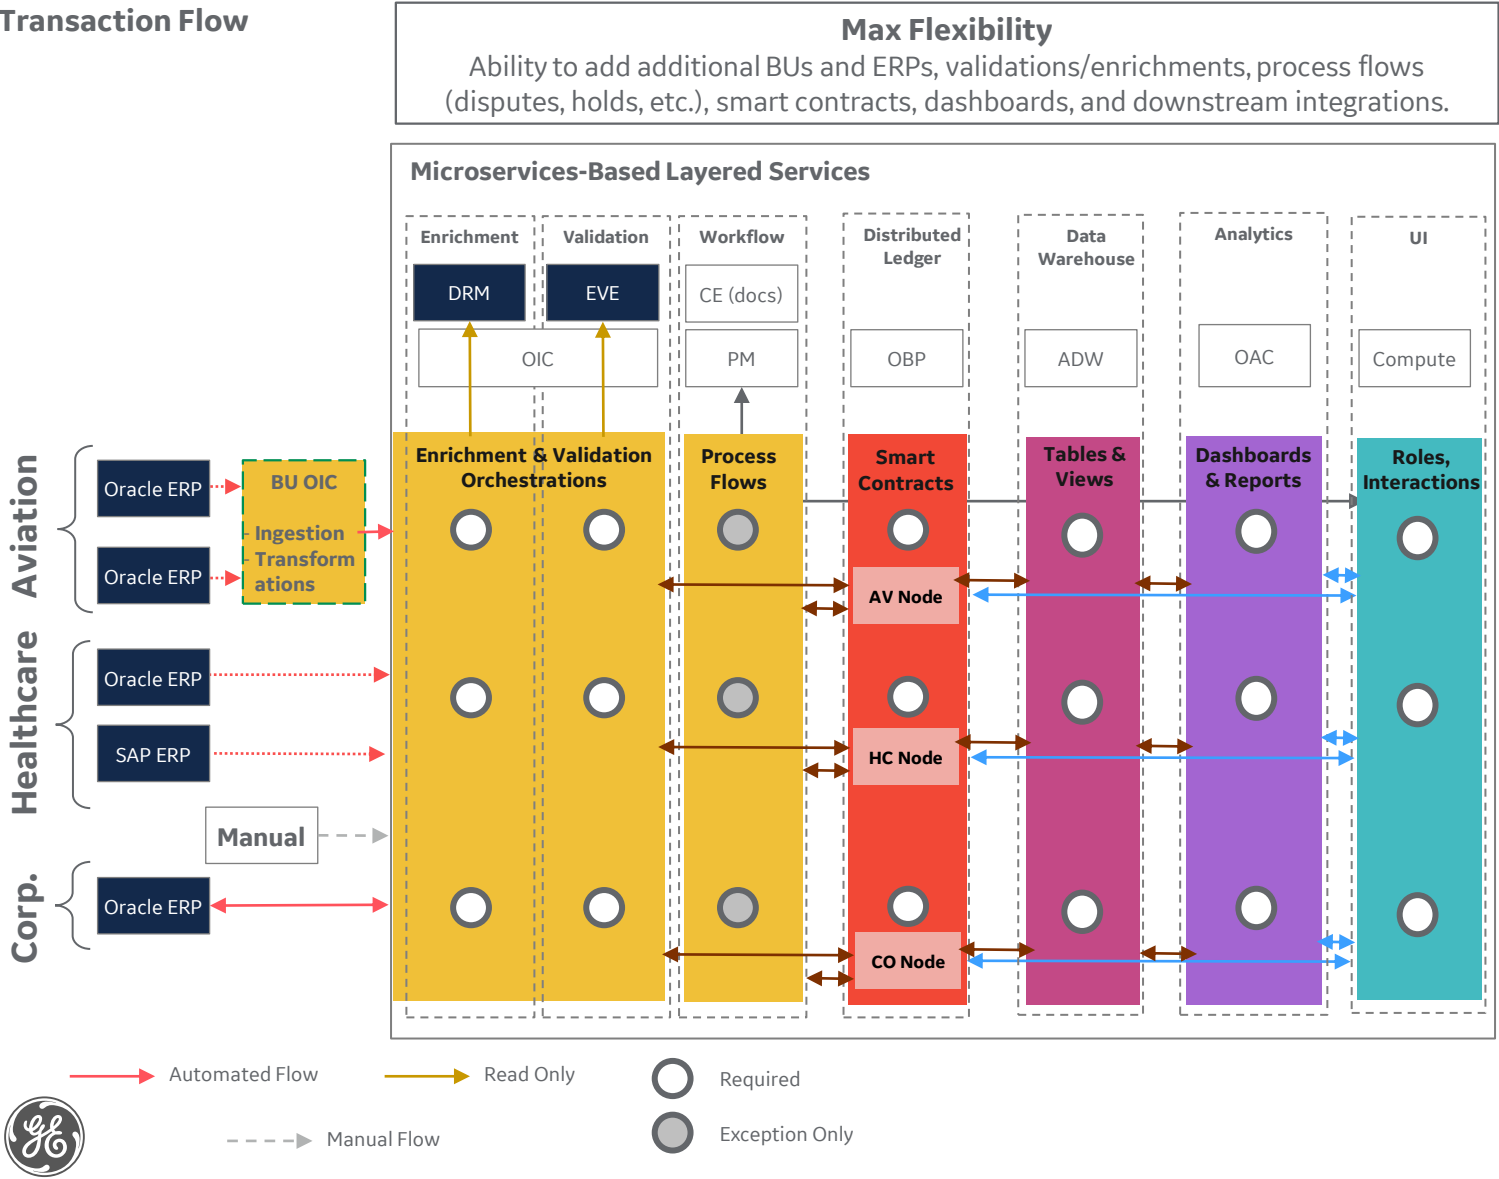 Transaction Flow
Max Flexibility
Ability to add additional BUs and ERPs, validations/enrichments, process flows
(disputes, holds, etc.), smart contracts, dashboards, and downstream integrations.
Microservices-Based Layered Services
Enrichment
Validation
Workflow
Distributed
Ledger
Data
Warehouse
Analytics
UI
DRM
EVE
CE (docs)
OIC
PM
OBP
ADW
OAC
Compute
Enrichment & Validation
Orchestrations
Process
Flows
Smart
Contracts
Tables &
Views
Dashboards
& Reports
Roles,
Interactions
Aviation
Oracle ERP
Oracle ERP
BU OIC
- Ingestion
- Transform
ations
AV Node
Healthcare
Oracle ERP
SAP ERP
HC Node
Manual
Corp.
Oracle ERP
CO Node
Automated Flow
Read Only
Required
Manual Flow
Exception Only
GE